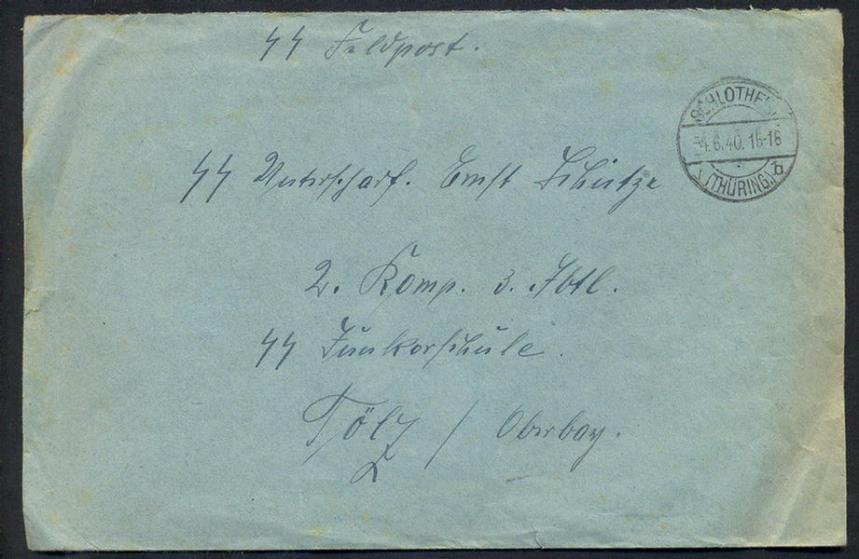 SS Feldpost.
SCHLOTHEIM
-4.6.40.15-16
(THÜRING.) b
SS Unterscharf. Ernst Schütze
2. Komp. 3. Abtl.
SS Junkerschule.
Tölz / Oberbay.